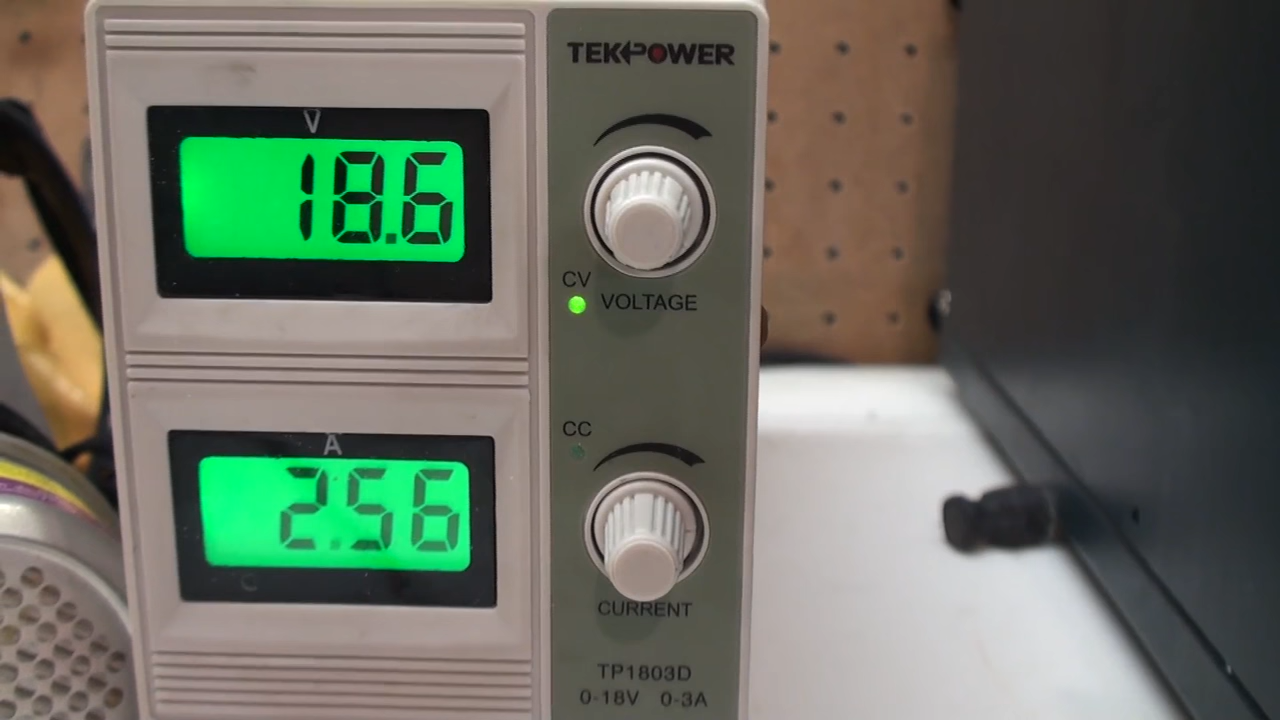 V
18.6
A
2.56
TEKPOWER
CV
VOLTAGE
CC
CURRENT
TP1803D
0-18V 0-3A